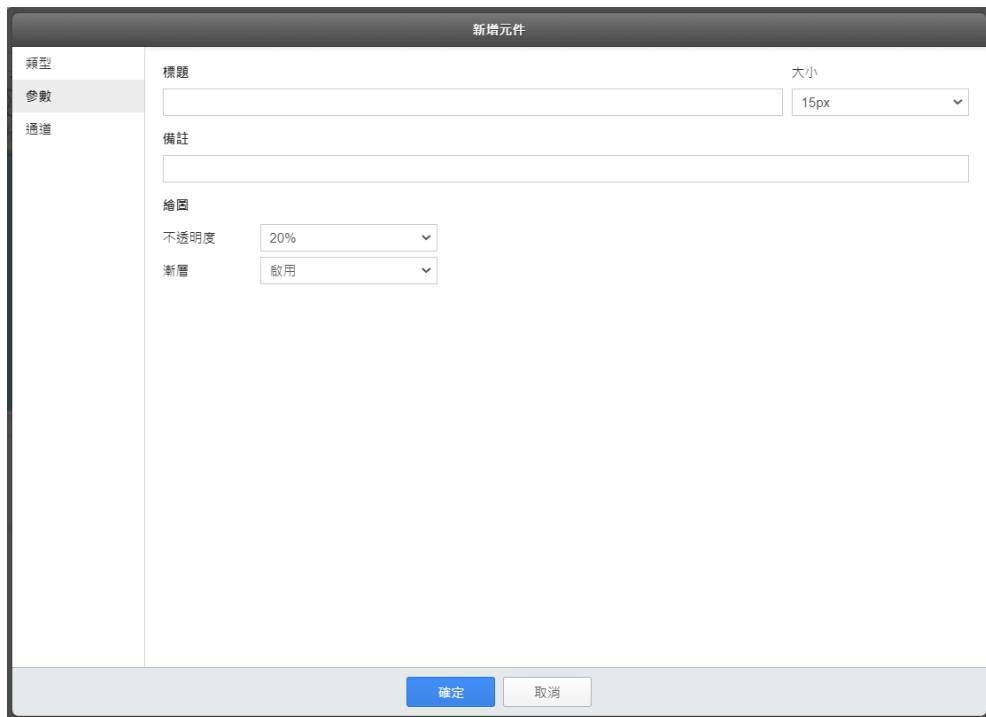 新增元件
類型
參數
通道
標題
大小
15px
備註
繪圖
不透明度
20%
漸層
啟用
確定
取消